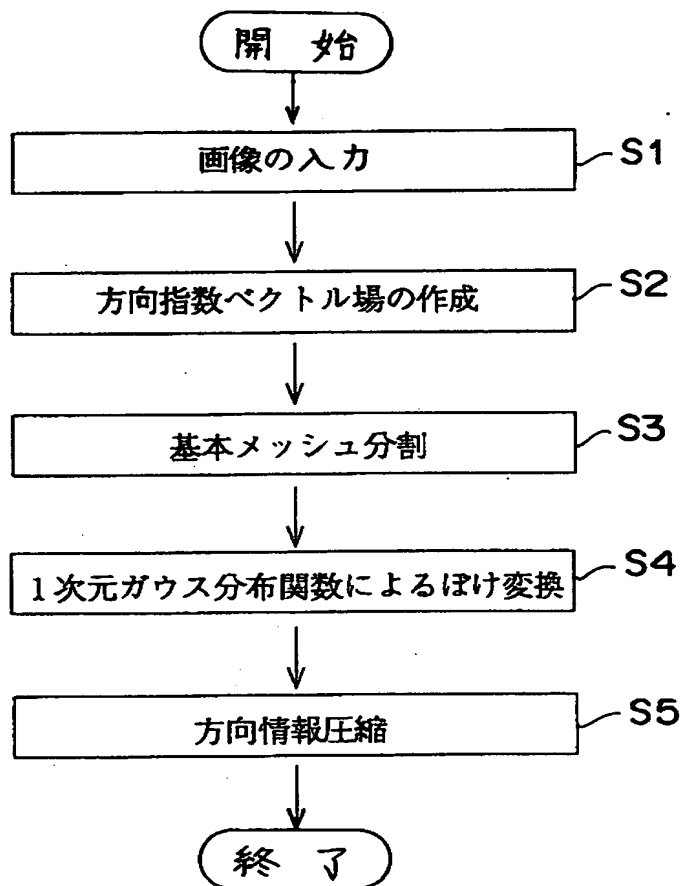 開 始
画像の入力 S1
方向指数ベクトル場の作成 S2
基本メッシュ分割 S3
1次元ガウス分布関数によるぼけ変換 S4
方向情報圧縮 S5
終 了